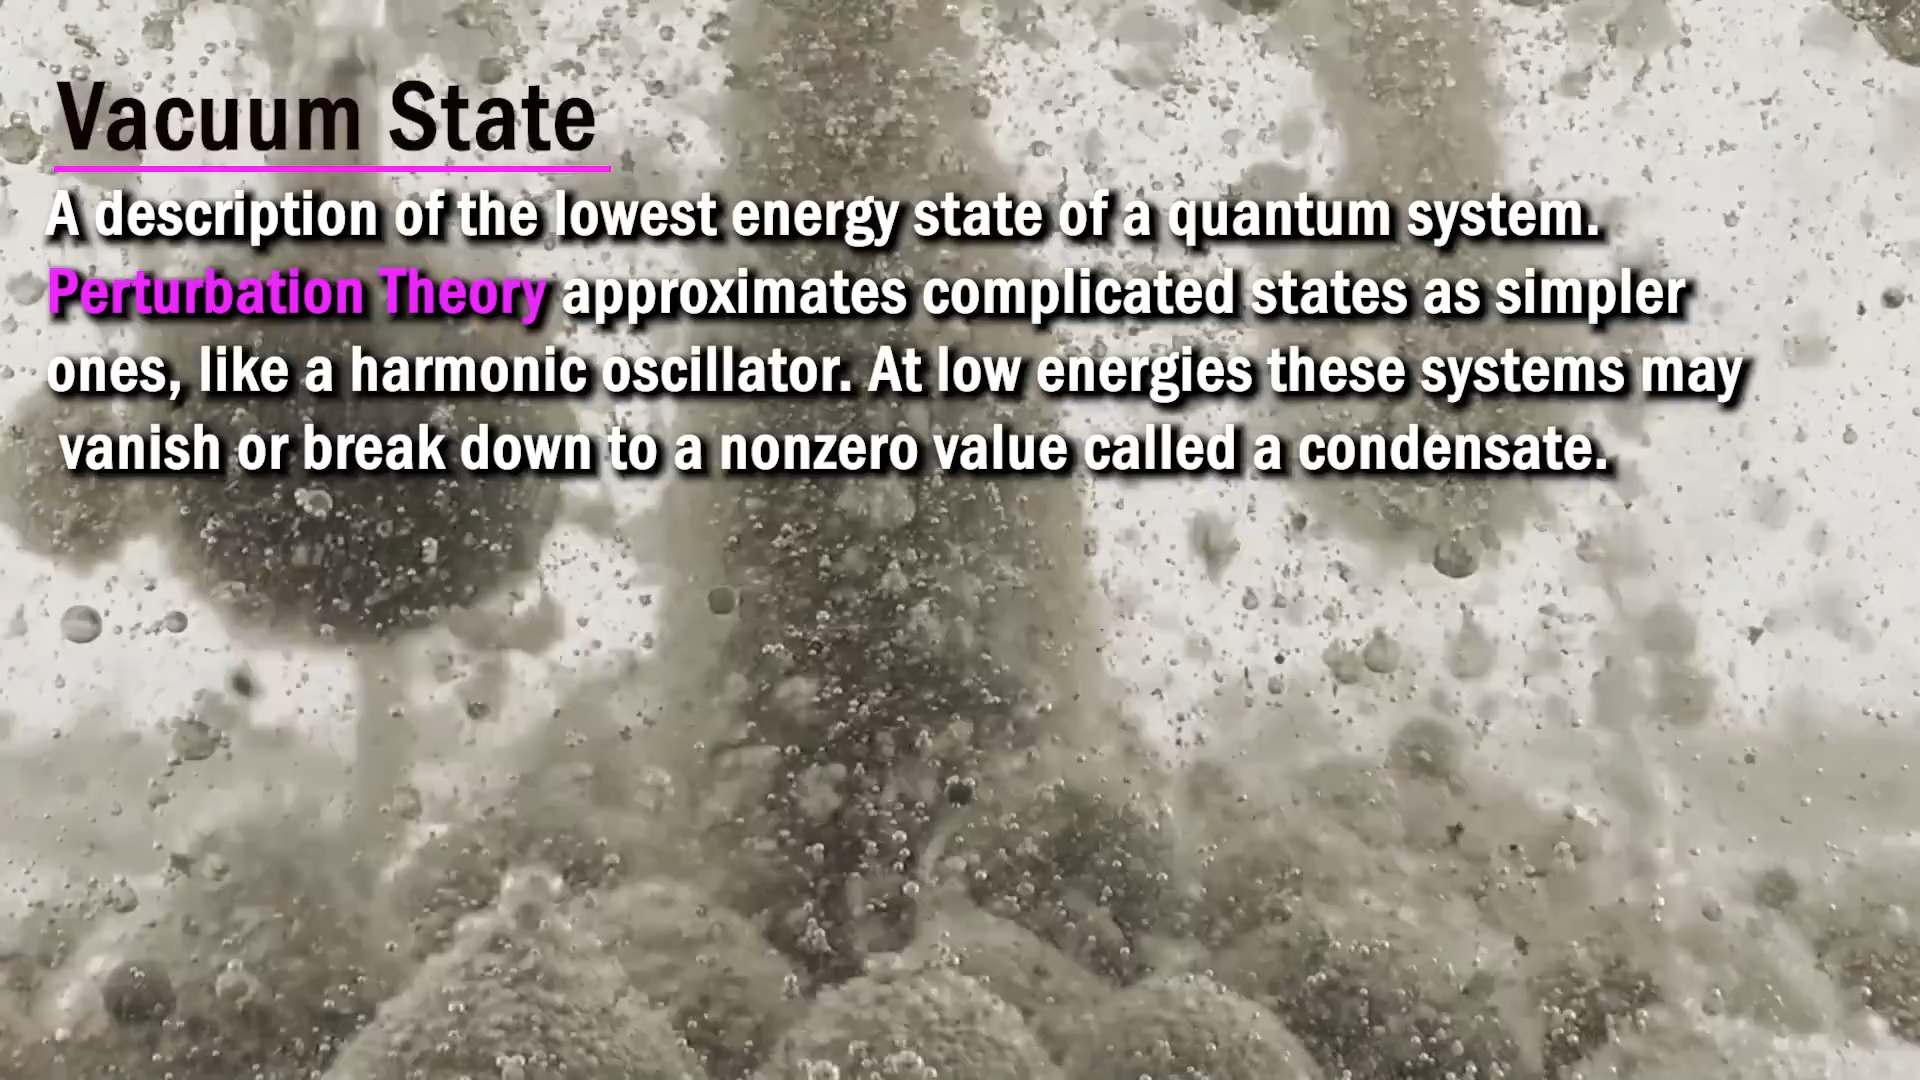 Vacuum State
A description of the lowest energy state of a quantum system.
Perturbation Theory approximates complicated states as simpler
ones, like a harmonic oscillator. At low energies these systems may
vanish or break down to a nonzero value called a condensate.